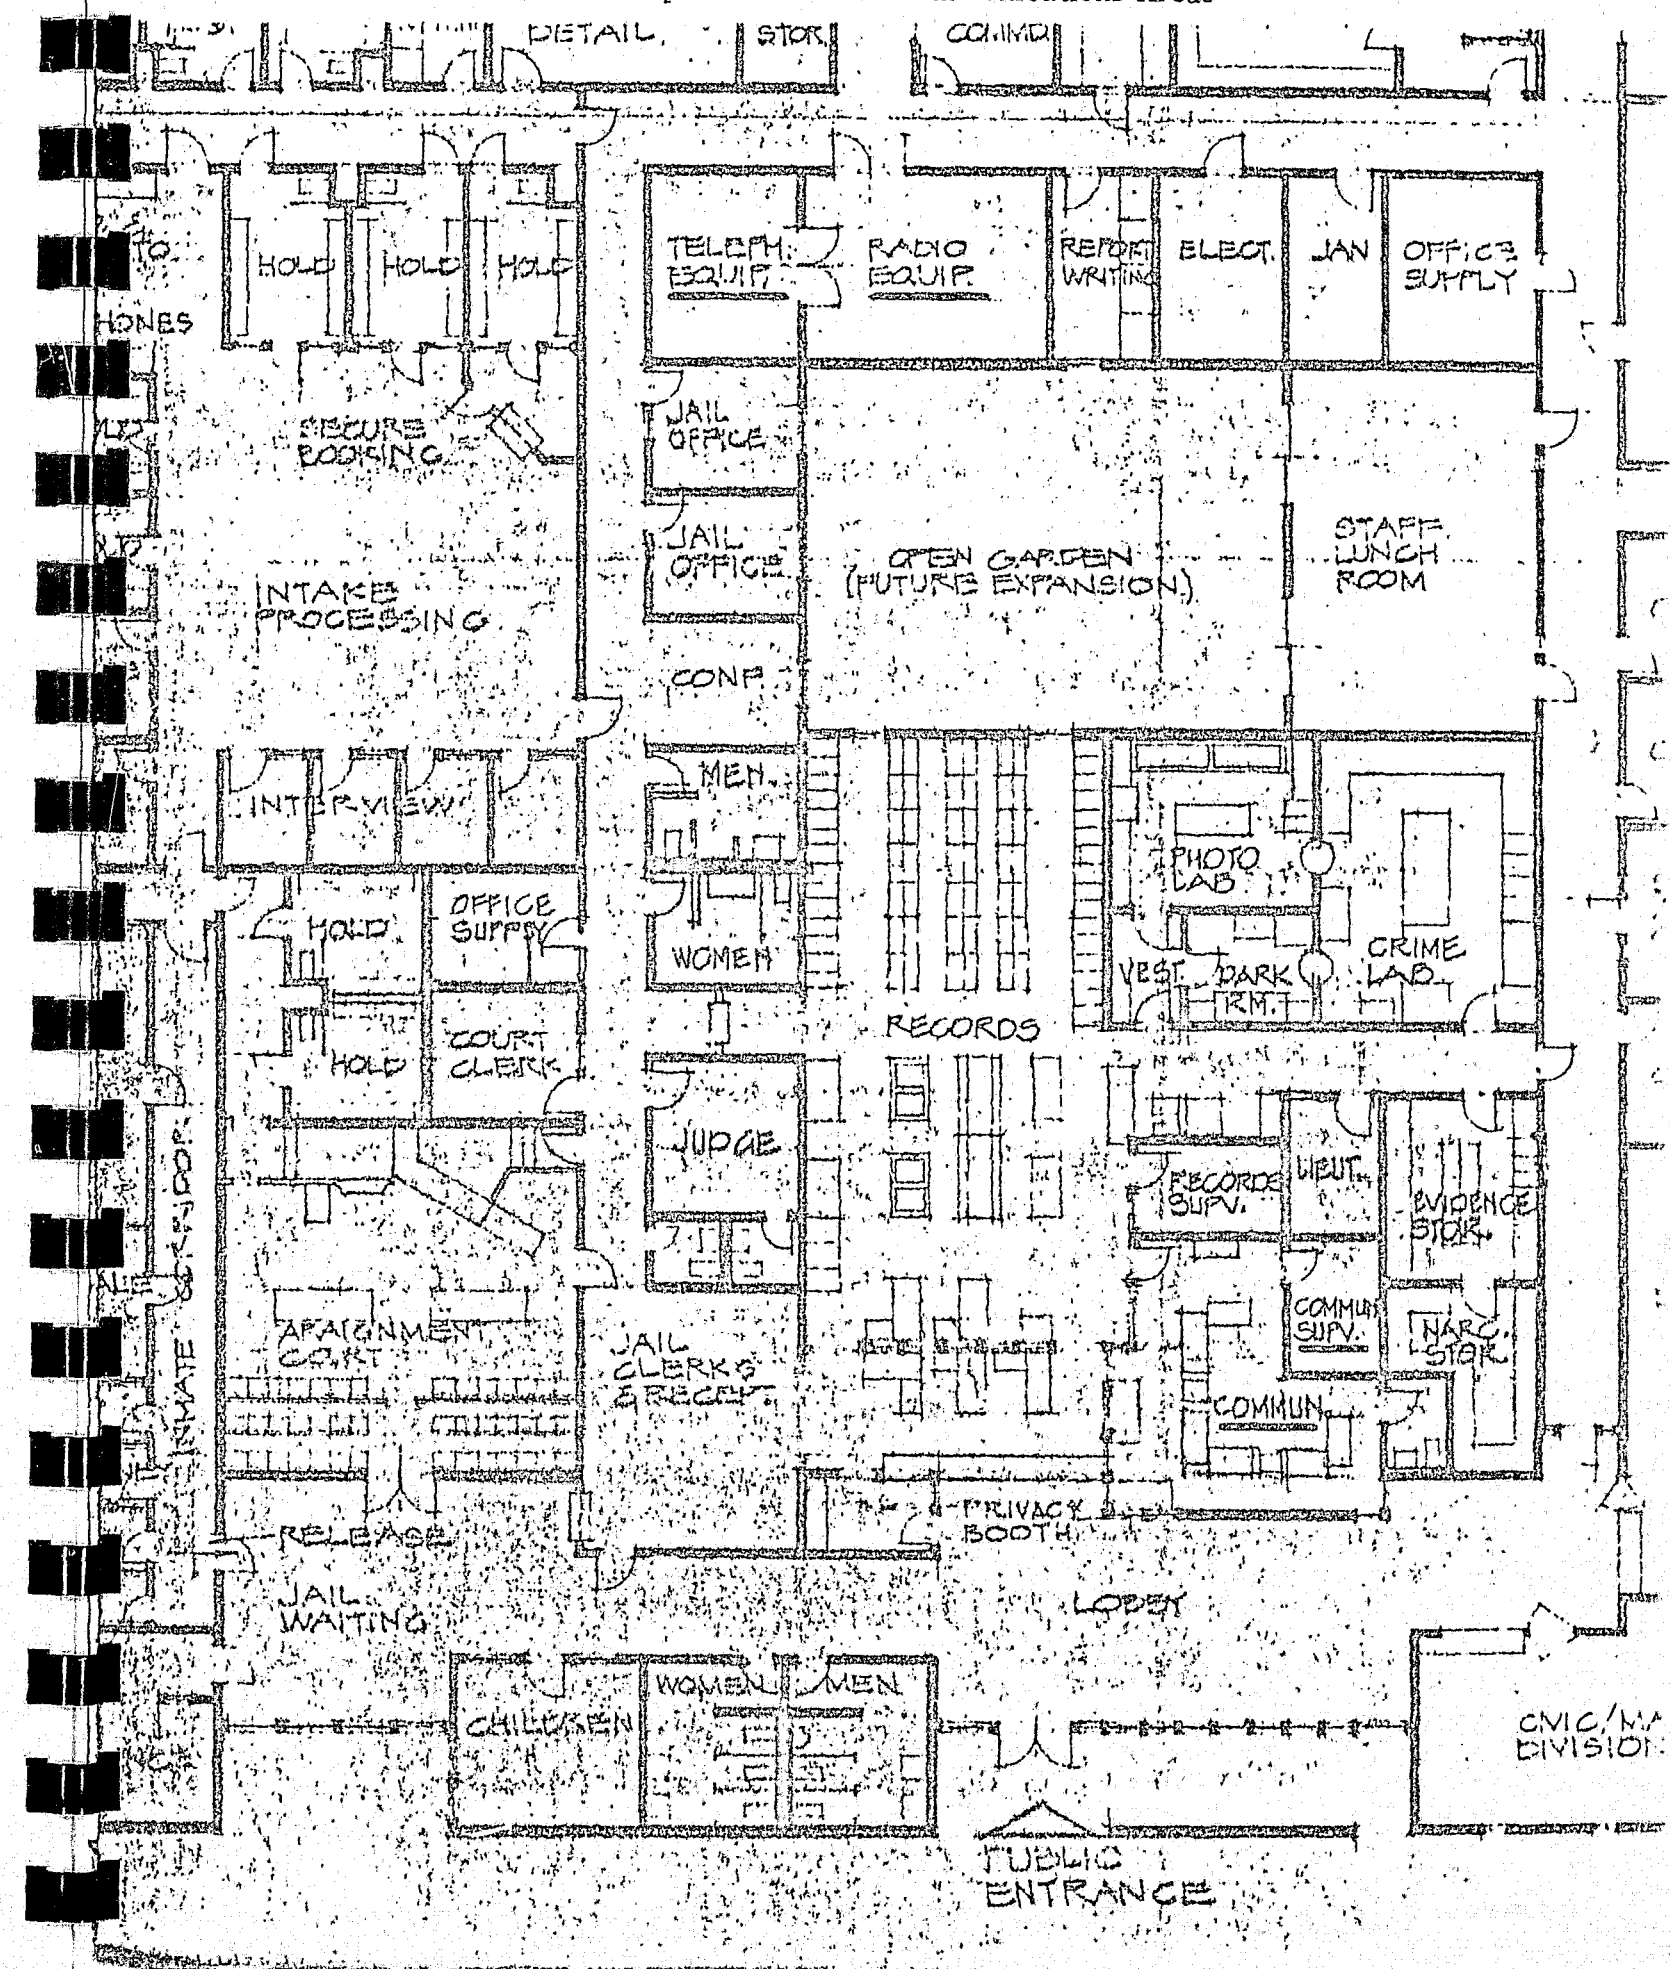 DETAIL.
STOR.
COMMD.
HOLD
HOLD
HOLD
TELEPH.
EQUIP.
RADIO
EQUIP.
REPORT
WRITING
ELECT.
JAN
OFFICE
SUPPLY
HONES
SECURE
BOOKING
JAIL
OFFICE
JAIL
OFFICE
OPEN GARDEN
(FUTURE EXPANSION)
STAFF
LUNCH
ROOM
INTAKE
PROCESSING
CONF.
INTERVIEW
MEN
PHOTO
LAB
HOLD
OFFICE
SUPPLY
WOMEN
VEST.
DARK
RM.
CRIME
LAB
RECORDS
HOLD
COURT
CLERK
JUDGE
RECORDS
SUPV.
LIEUT.
EVIDENCE
STOR.
INMATE CORRIDOR
ARAIGNMENT
COURT
JAIL
CLERKS
& RECEPT.
COMMUN
SUPV.
NARC.
STOR.
COMMUN.
RELEASE
PRIVACY
BOOTH
JAIL
WAITING
LOBBY
CHILDREN
WOMEN
MEN
CIVIC/MA
DIVISION
PUBLIC
ENTRANCE